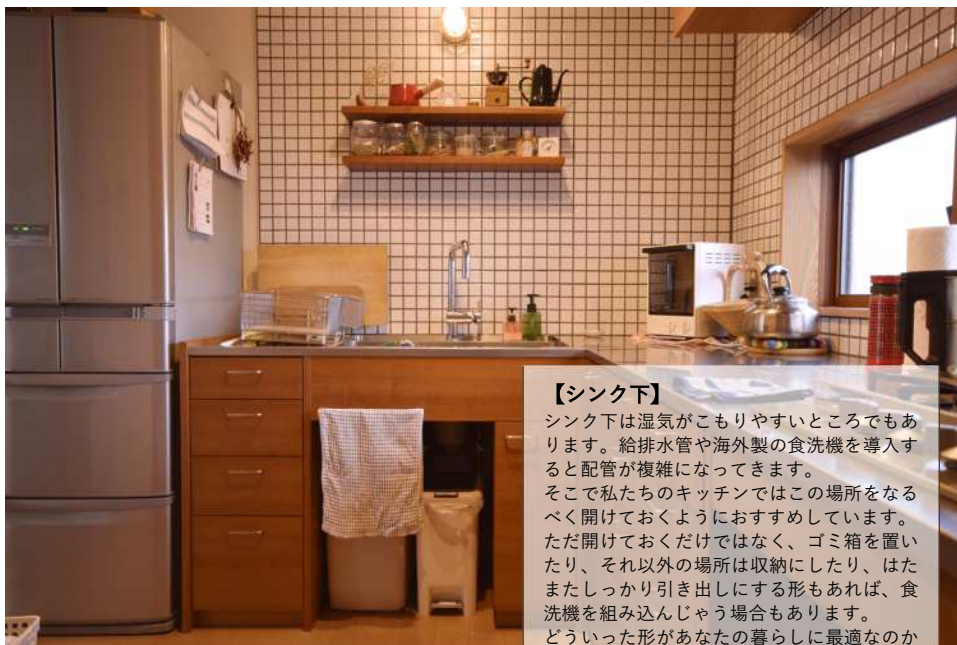 【シンク下】
シンク下は湿気がこもりやすいところでもあ
ります。給排水管や海外製の食洗機を導入す
ると配管が複雑になってきます。
そこで私たちのキッチンではこの場所をなる
べく開けておくようにおすすめしています。
ただ開けておくだけではなく、ゴミ箱を置い
たり、それ以外の場所は収納にしたり、はた
またしっかり引き出しにする形もあれば、食
洗機を組み込んじゃう場合もあります。
どういった形があなたの暮らしに最適なのか